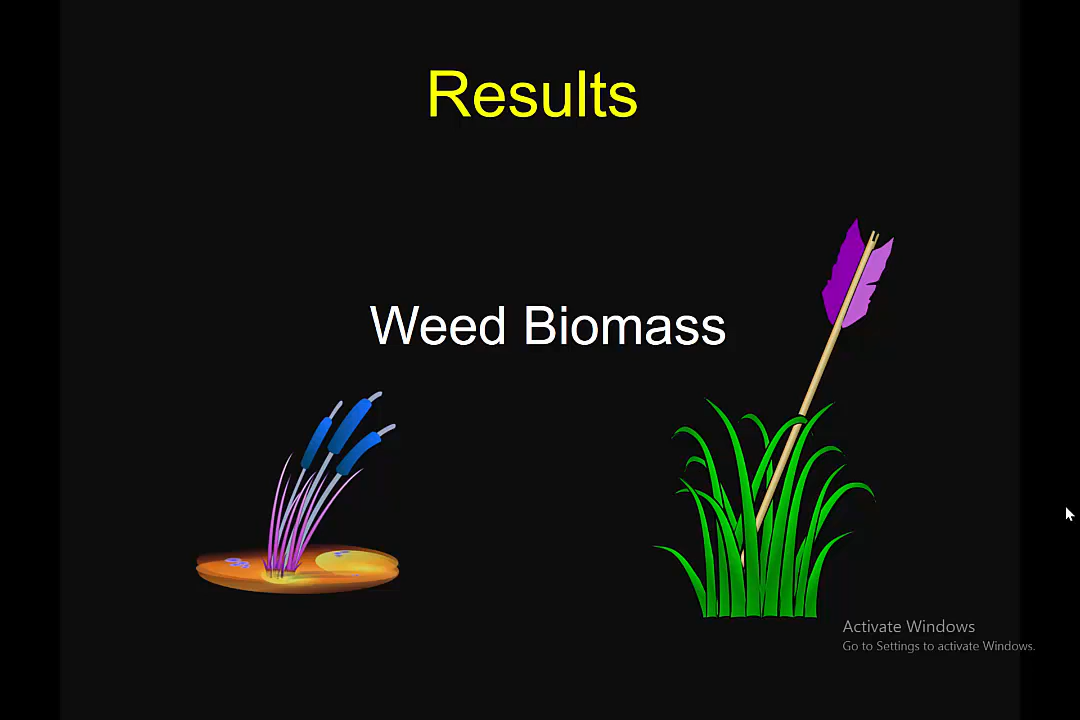 Results
Weed Biomass
Activate Windows
Go to Settings to activate Windows.